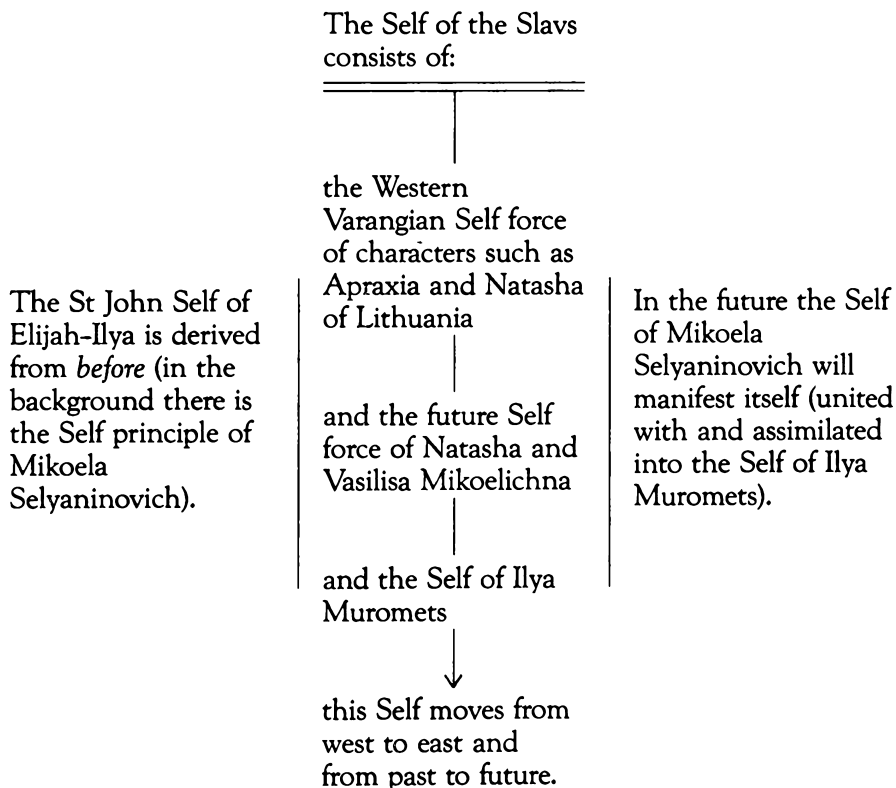 The Self of the Slavs
consists of:
the Western
Varangian Self force
of characters such as
Apraxia and Natasha
of Lithuania
The St John Self of
Elijah-Ilya is derived
from before (in the
background there is
the Self principle of
Mikoela
Selyaninovich).
and the future Self
force of Natasha and
Vasilisa Mikoelichna
In the future the Self
of Mikoela
Selyaninovich will
manifest itself (united
with and assimilated
into the Self of Ilya
Muromets).
and the Self of Ilya
Muromets
this Self moves from
west to east and
from past to future.